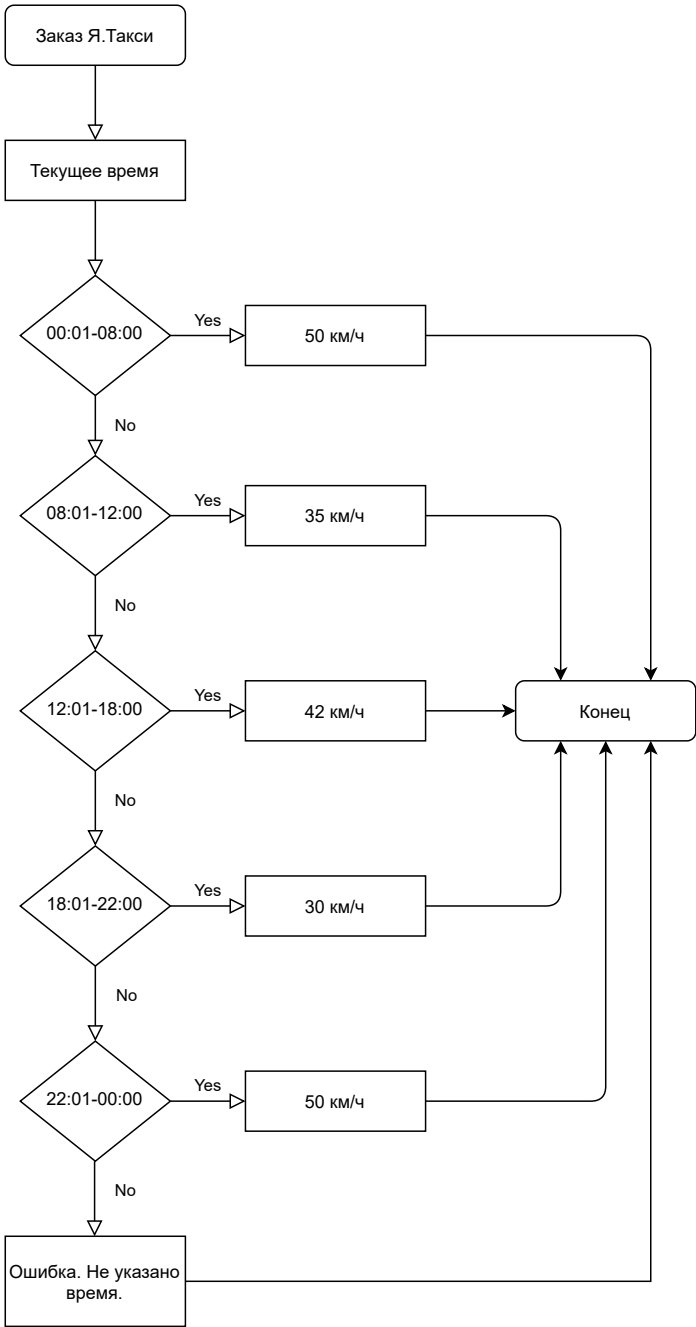 Заказ Я.Такси
Текущее время
00:01-08:00
Yes
50 км/ч
No
08:01-12:00
Yes
35 км/ч
No
12:01-18:00
Yes
42 км/ч
Конец
No
18:01-22:00
Yes
30 км/ч
No
22:01-00:00
Yes
50 км/ч
No
Ошибка. Не указано
время.